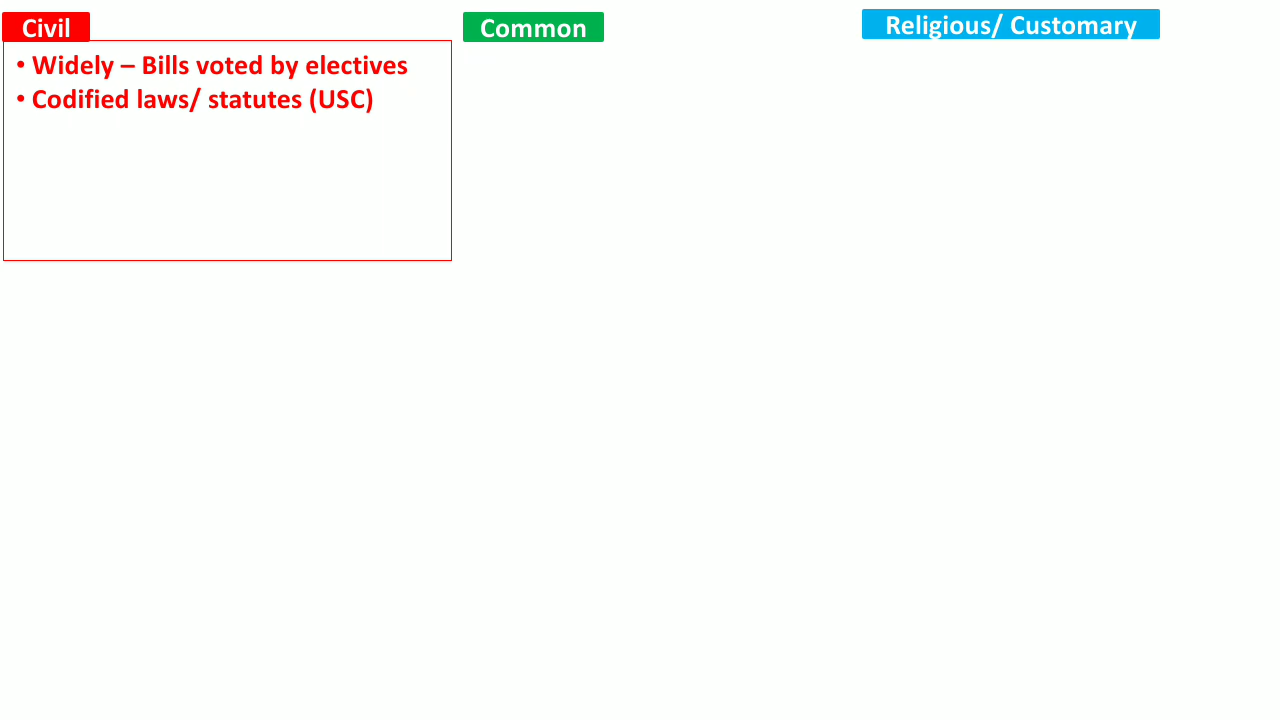 Civil
• Widely – Bills voted by electives
• Codified laws/ statutes (USC)
Common
Religious/ Customary